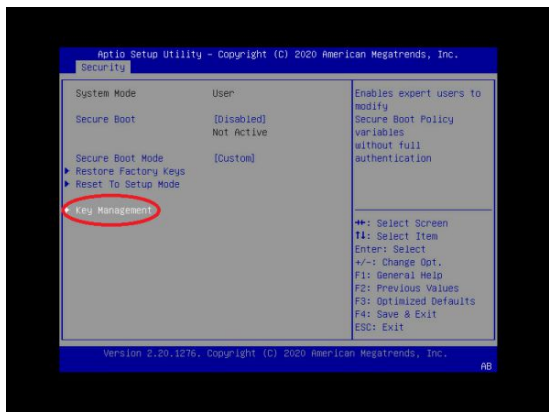 Aptio Setup Utility – Copyright (C) 2020 American Megatrends, Inc.
Security
System Mode User
Secure Boot [Disabled]
Not Active
Secure Boot Mode [Custom]
Restore Factory Keys
Reset To Setup Mode
Key Management
Enables expert users to
modify
Secure Boot Policy
variables
without full
authentication
++: Select Screen
↑↓: Select Item
Enter: Select
+/-: Change Opt.
F1: General Help
F2: Previous Values
F3: Optimized Defaults
F4: Save & Exit
ESC: Exit
Version 2.20.1276. Copyright (C) 2020 American Megatrends, Inc.
AB